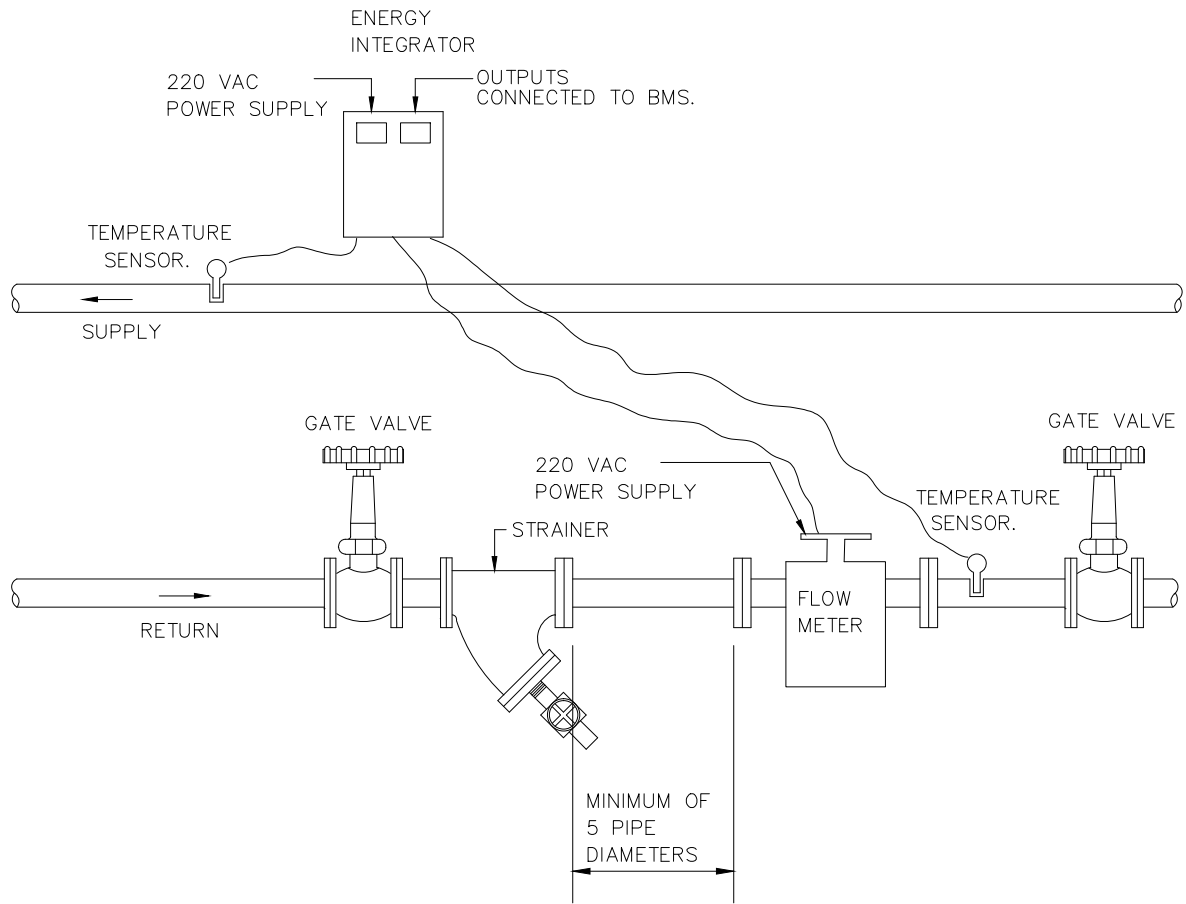 ENERGY
INTEGRATOR
220 VAC
POWER SUPPLY
OUTPUTS
CONNECTED TO BMS.
TEMPERATURE
SENSOR.
SUPPLY
GATE VALVE
GATE VALVE
220 VAC
POWER SUPPLY
TEMPERATURE
SENSOR.
STRAINER
FLOW
METER
RETURN
MINIMUM OF
5 PIPE
DIAMETERS